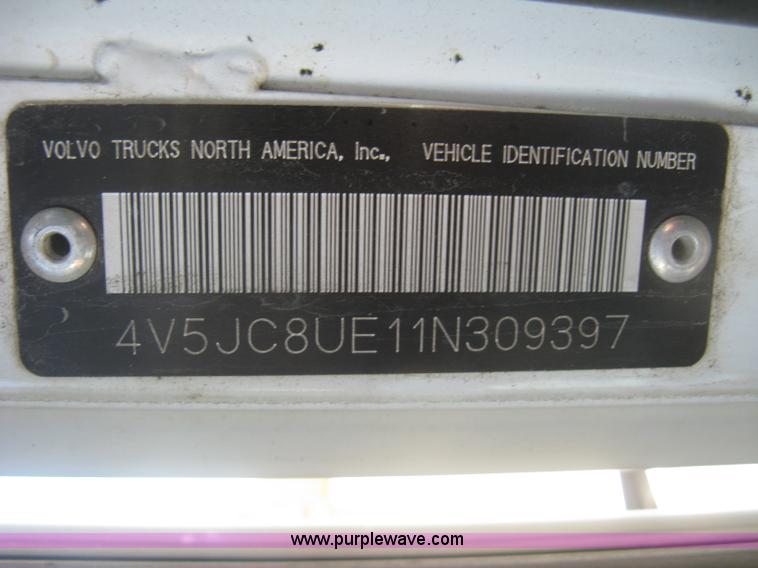 VOLVO TRUCKS NORTH AMERICA, Inc., VEHICLE IDENTIFICATION NUMBER
4V5JC8UE11N309397
www.purplewave.com